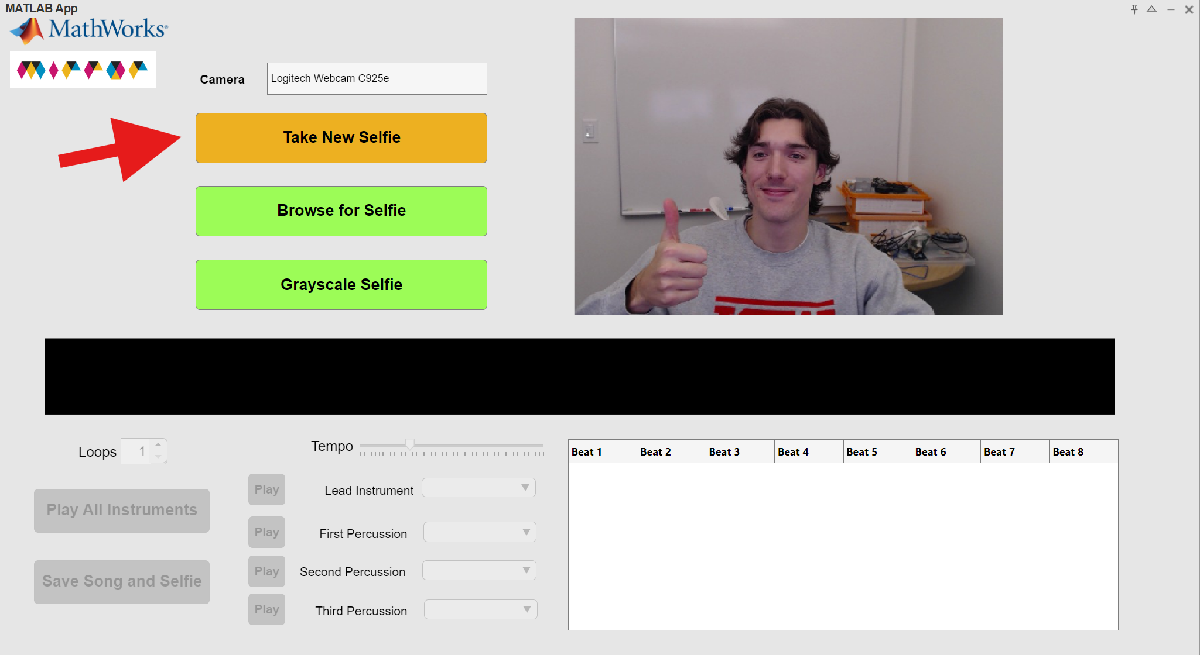 MATLAB App
MathWorks®
Camera
Logitech Webcam C925e
Take New Selfie
Browse for Selfie
Grayscale Selfie
Loops 1
Tempo
Play All Instruments
Save Song and Selfie
Play Lead Instrument
Play First Percussion
Play Second Percussion
Play Third Percussion
Beat 1 Beat 2 Beat 3 Beat 4 Beat 5 Beat 6 Beat 7 Beat 8